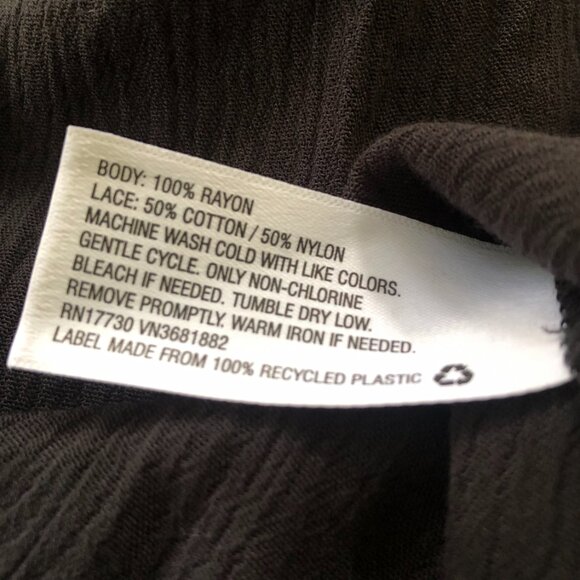 BODY: 100% RAYON
LACE: 50% COTTON / 50% NYLON
MACHINE WASH COLD WITH LIKE COLORS.
GENTLE CYCLE. ONLY NON-CHLORINE
BLEACH IF NEEDED. TUMBLE DRY LOW.
REMOVE PROMPTLY. WARM IRON IF NEEDED.
RN17730 VN3681882
LABEL MADE FROM 100% RECYCLED PLASTIC